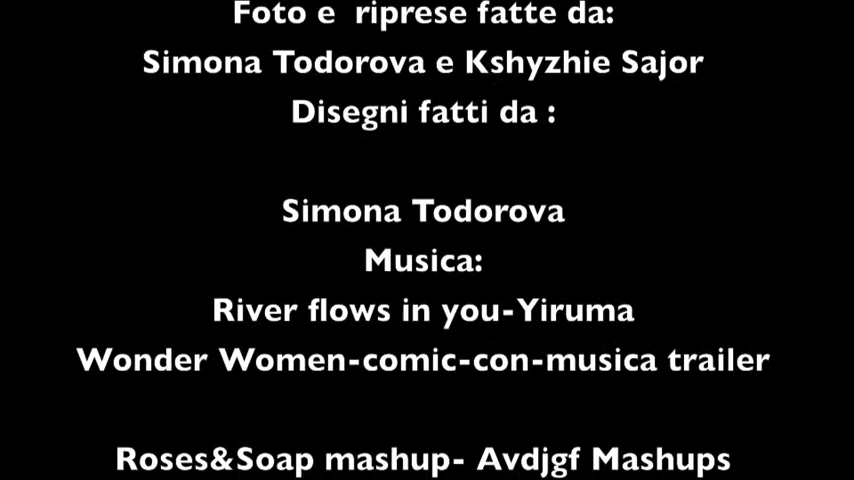 Foto e riprese fatte da:
Simona Todorova e Kshyzhie Sajor
Disegni fatti da :
Simona Todorova
Musica:
River flows in you-Yiruma
Wonder Women-comic-con-musica trailer
Roses&Soap mashup- Avdjgf Mashups